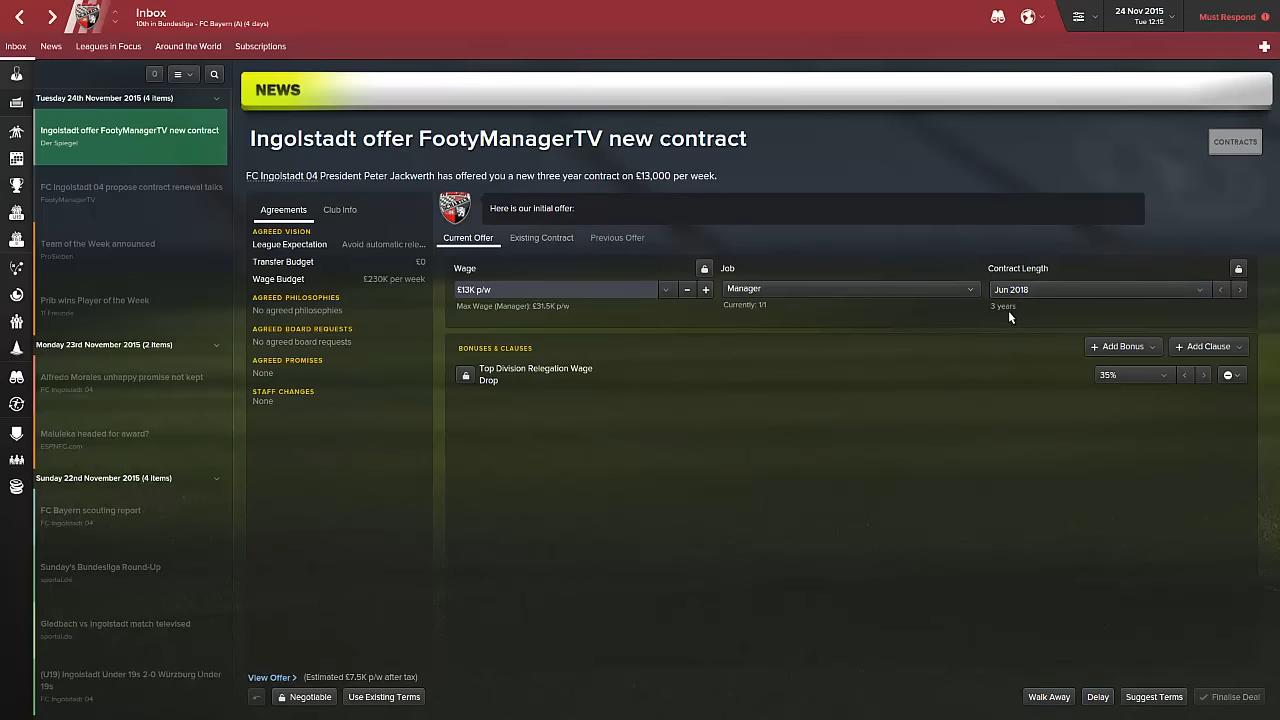 Inbox
10th in Bundesliga - FC Bayern (A) (4 days)
24 Nov 2015
Tue 12:15
Must Respond
Inbox News Leagues in Focus Around the World Subscriptions
0
Tuesday 24th November 2015 (4 items)
Ingolstadt offer FootyManagerTV new contract
Der Spiegel
FC Ingolstadt 04 propose contract renewal talks
FootyManagerTV
Team of the Week announced
ProSieben
Prib wins Player of the Week
11 Freunde
Monday 23rd November 2015 (2 items)
Alfredo Morales unhappy promise not kept
FC Ingolstadt 04
Maluleka headed for award?
ESPNFC.com
Sunday 22nd November 2015 (4 items)
FC Bayern scouting report
FC Ingolstadt 04
Sunday's Bundesliga Round-Up
sportal.de
Gladbach vs Ingolstadt match televised
sportal.de
(U19) Ingolstadt Under 19s 2-0 Würzburg Under
19s
FC Ingolstadt 04
NEWS
Ingolstadt offer FootyManagerTV new contract
CONTRACTS
FC Ingolstadt 04 President Peter Jackwerth has offered you a new three year contract on £13,000 per week.
Agreements Club Info
AGREED VISION
League Expectation Avoid automatic rele...
Transfer Budget £0
Wage Budget £230K per week
AGREED PHILOSOPHIES
No agreed philosophies
AGREED BOARD REQUESTS
No agreed board requests
AGREED PROMISES
None
STAFF CHANGES
None
Here is our initial offer:
Current Offer Existing Contract Previous Offer
Wage Job Contract Length
£13K p/w - + Manager Jun 2018
Max Wage (Manager): £31.5K p/w Currently: 1/1 3 years
BONUSES & CLAUSES + Add Bonus + Add Clause
Top Division Relegation Wage
Drop
35%
View Offer > (Estimated £7.5K p/w after tax)
Negotiable Use Existing Terms Walk Away Delay Suggest Terms Finalise Deal